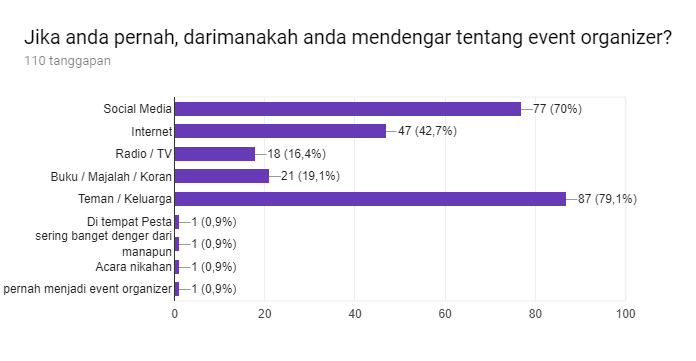 Jika anda pernah, darimanakah anda mendengar tentang event organizer?
110 tanggapan
Social Media 77 (70%)
Internet 47 (42,7%)
Radio / TV 18 (16,4%)
Buku / Majalah / Koran 21 (19,1%)
Teman / Keluarga 87 (79,1%)
Di tempat Pesta 1 (0,9%)
sering banget denger dari
manapun 1 (0,9%)
Acara nikahan 1 (0,9%)
pernah menjadi event organizer 1 (0,9%)
0 20 40 60 80 100